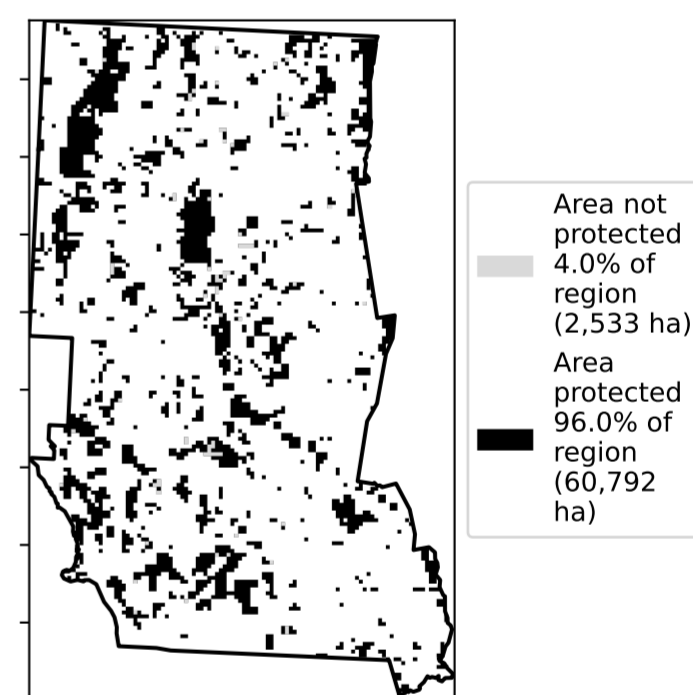 Area not
protected
4.0% of
region
(2,533 ha)
Area
protected
96.0% of
region
(60,792
ha)